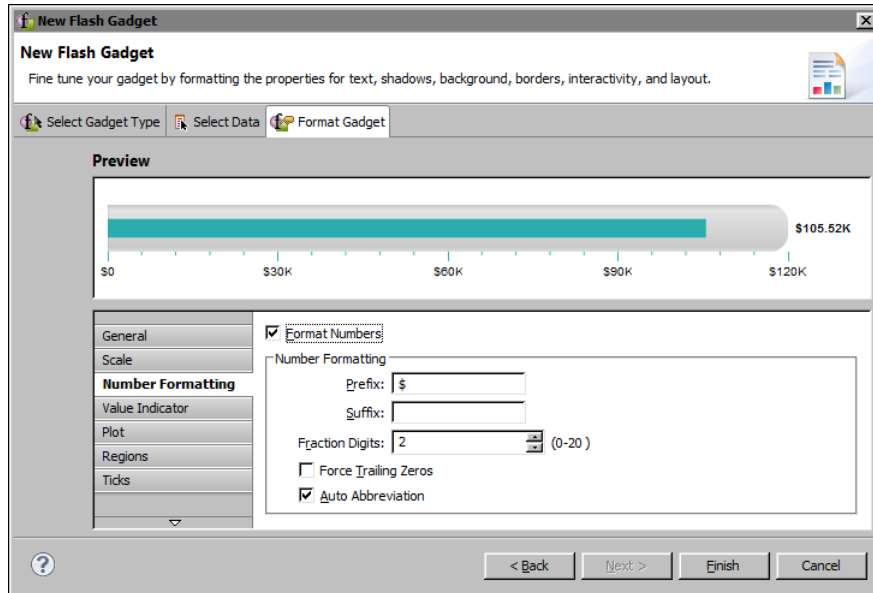 New Flash Gadget
New Flash Gadget
Fine tune your gadget by formatting the properties for text, shadows, background, borders, interactivity, and layout.
Select Gadget Type Select Data Format Gadget
Preview
$105.52K
$0 $30K $60K $90K $120K
General
Scale
Number Formatting
Value Indicator
Plot
Regions
Ticks
Format Numbers
Number Formatting
Prefix: $
Suffix:
Fraction Digits: 2 (0-20 )
Force Trailing Zeros
Auto Abbreviation
? < Back Next > Finish Cancel